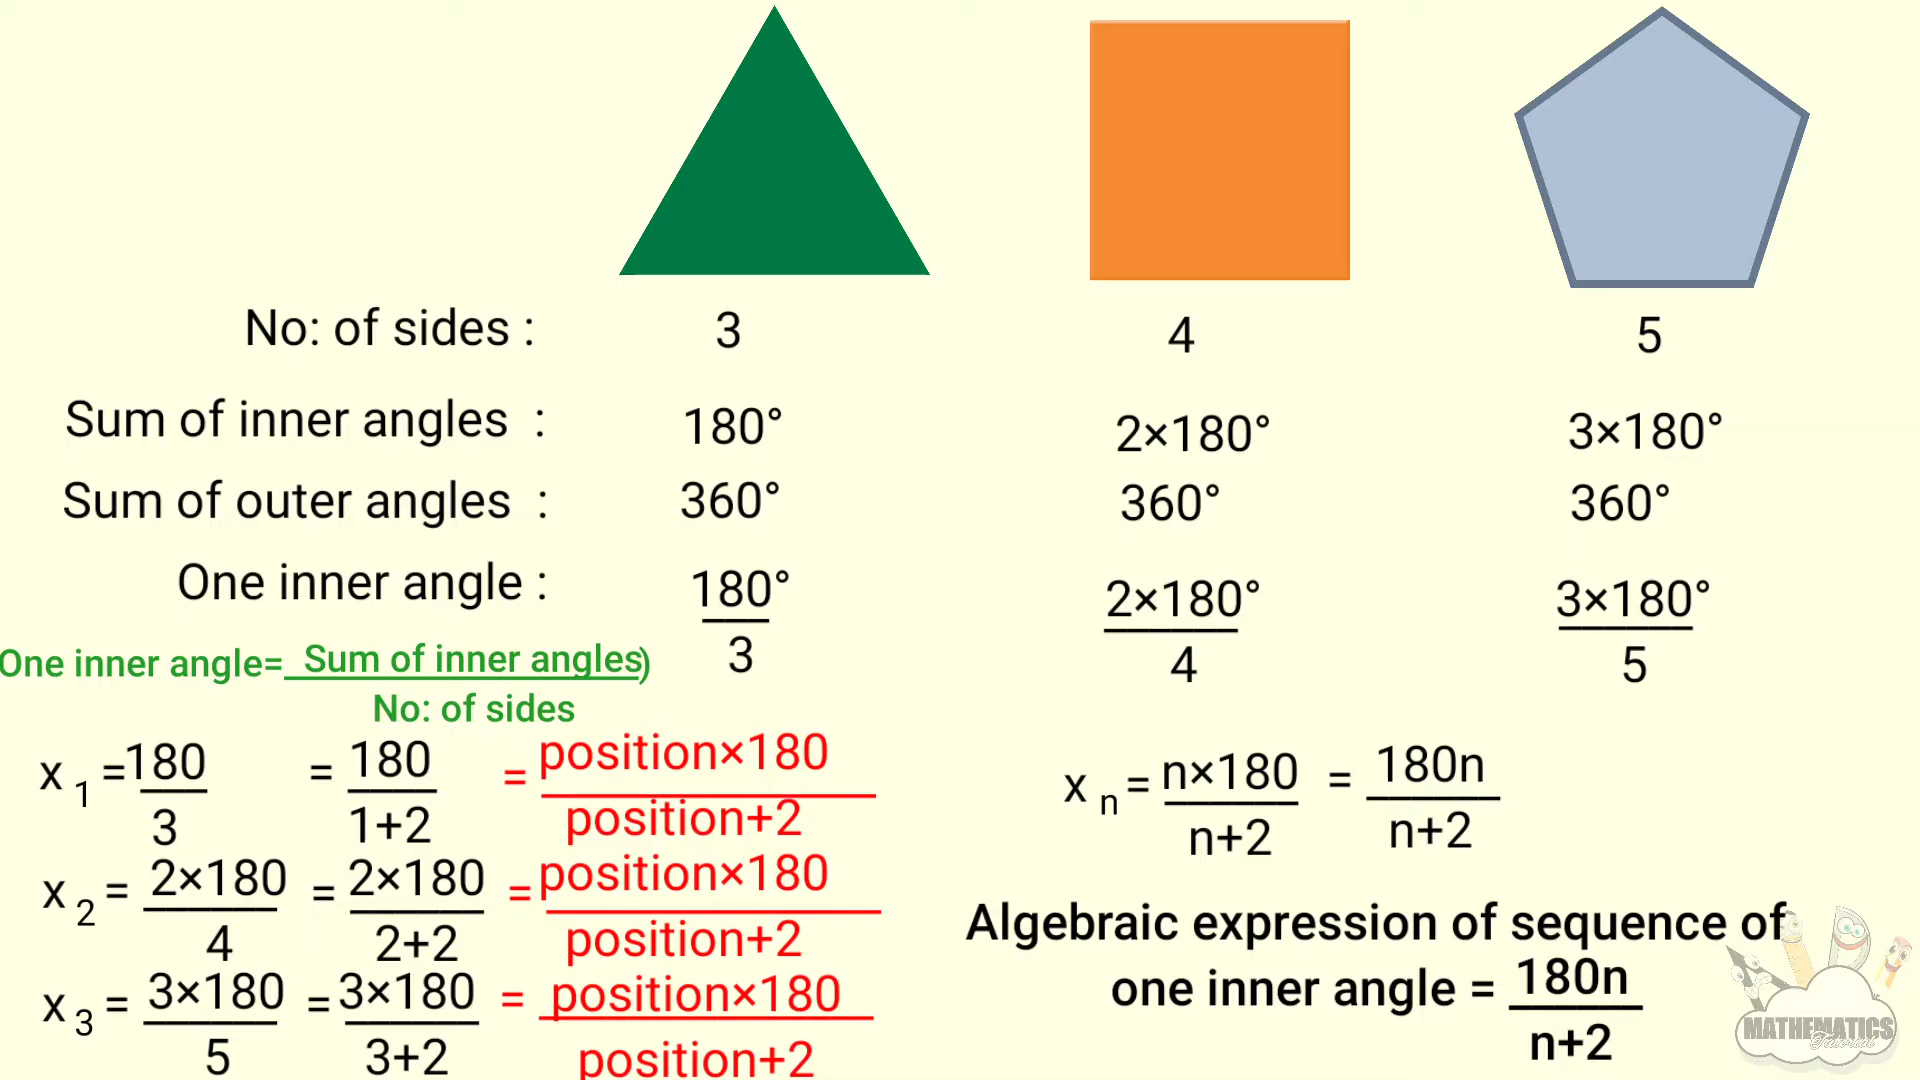 No: of sides : 3 4 5
Sum of inner angles : 180° 2×180° 3×180°
Sum of outer angles : 360° 360° 360°
One inner angle : 180° 2×180° 3×180°
3 4 5
One inner angle= Sum of inner angles)
No: of sides
x 1 =180 = 180 = position×180
3 1+2 position+2
x n = n×180 = 180n
n+2 n+2
x 2 = 2×180 = 2×180 = position×180
4 2+2 position+2
x 3 = 3×180 = 3×180 = position×180
5 3+2 position+2
Algebraic expression of sequence of
one inner angle = 180n
n+2
MATHEMATICS